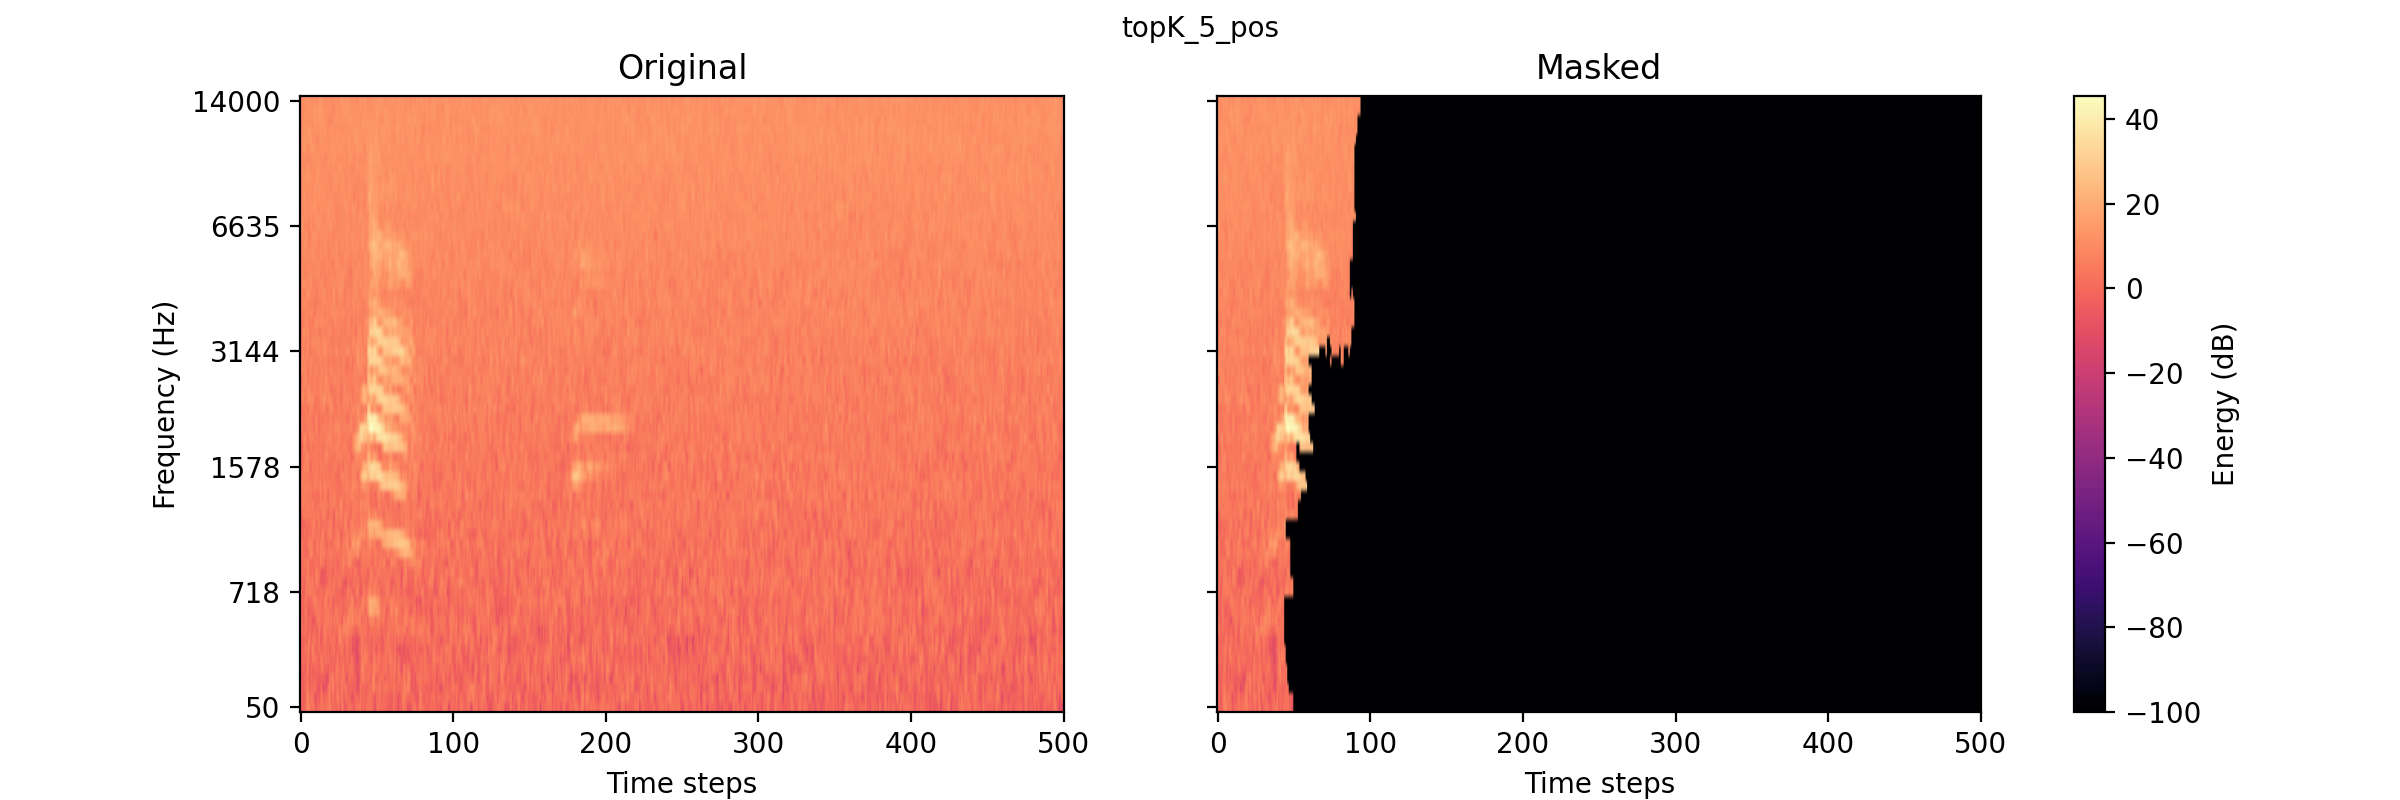 topK_5_pos
Original
Masked
14000
6635
3144
1578
718
50
Frequency (Hz)
0 100 200 300 400 500
Time steps
0 100 200 300 400 500
Time steps
40
20
0
−20
−40
−60
−80
−100
Energy (dB)